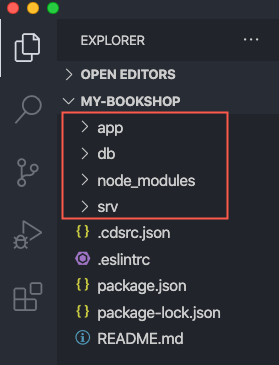 EXPLORER
OPEN EDITORS
MY-BOOKSHOP
app
db
node_modules
srv
{} .cdsrc.json
.eslintrc
{} package.json
{} package-lock.json
README.md